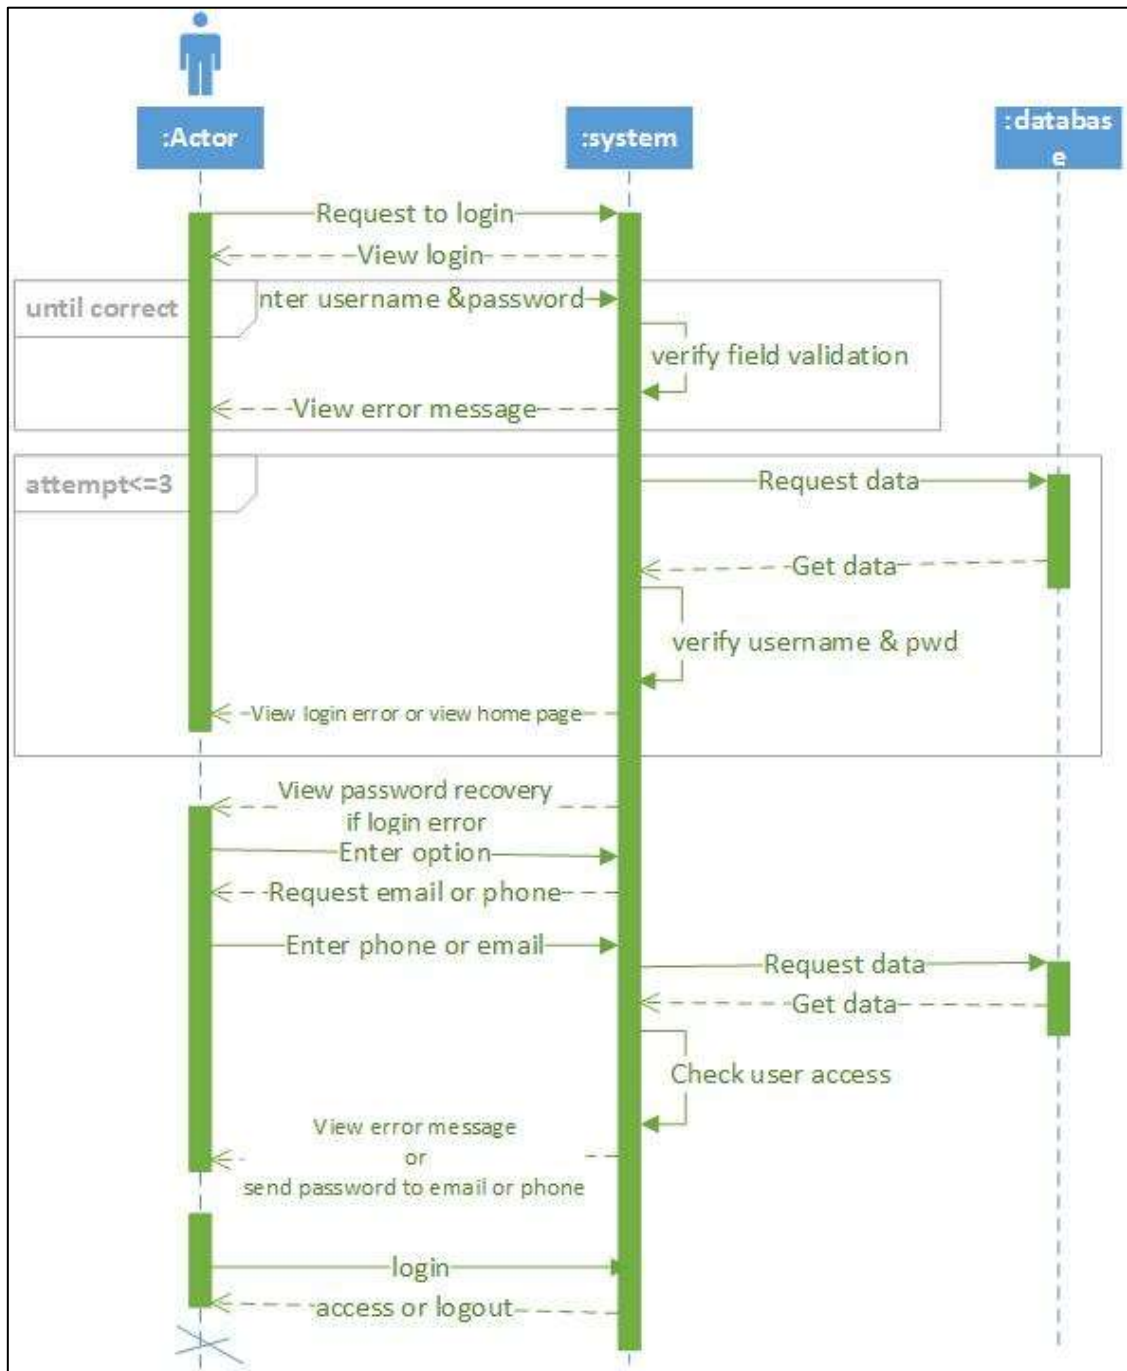 :Actor
:system
:databas
e
Request to login
View login
until correct
nter username &password
verify field validation
View error message
attempt<=3
Request data
Get data
verify username & pwd
View login error or view home page
View password recovery
if login error
Enter option
Request email or phone
Enter phone or email
Request data
Get data
Check user access
View error message
or
send password to email or phone
login
access or logout